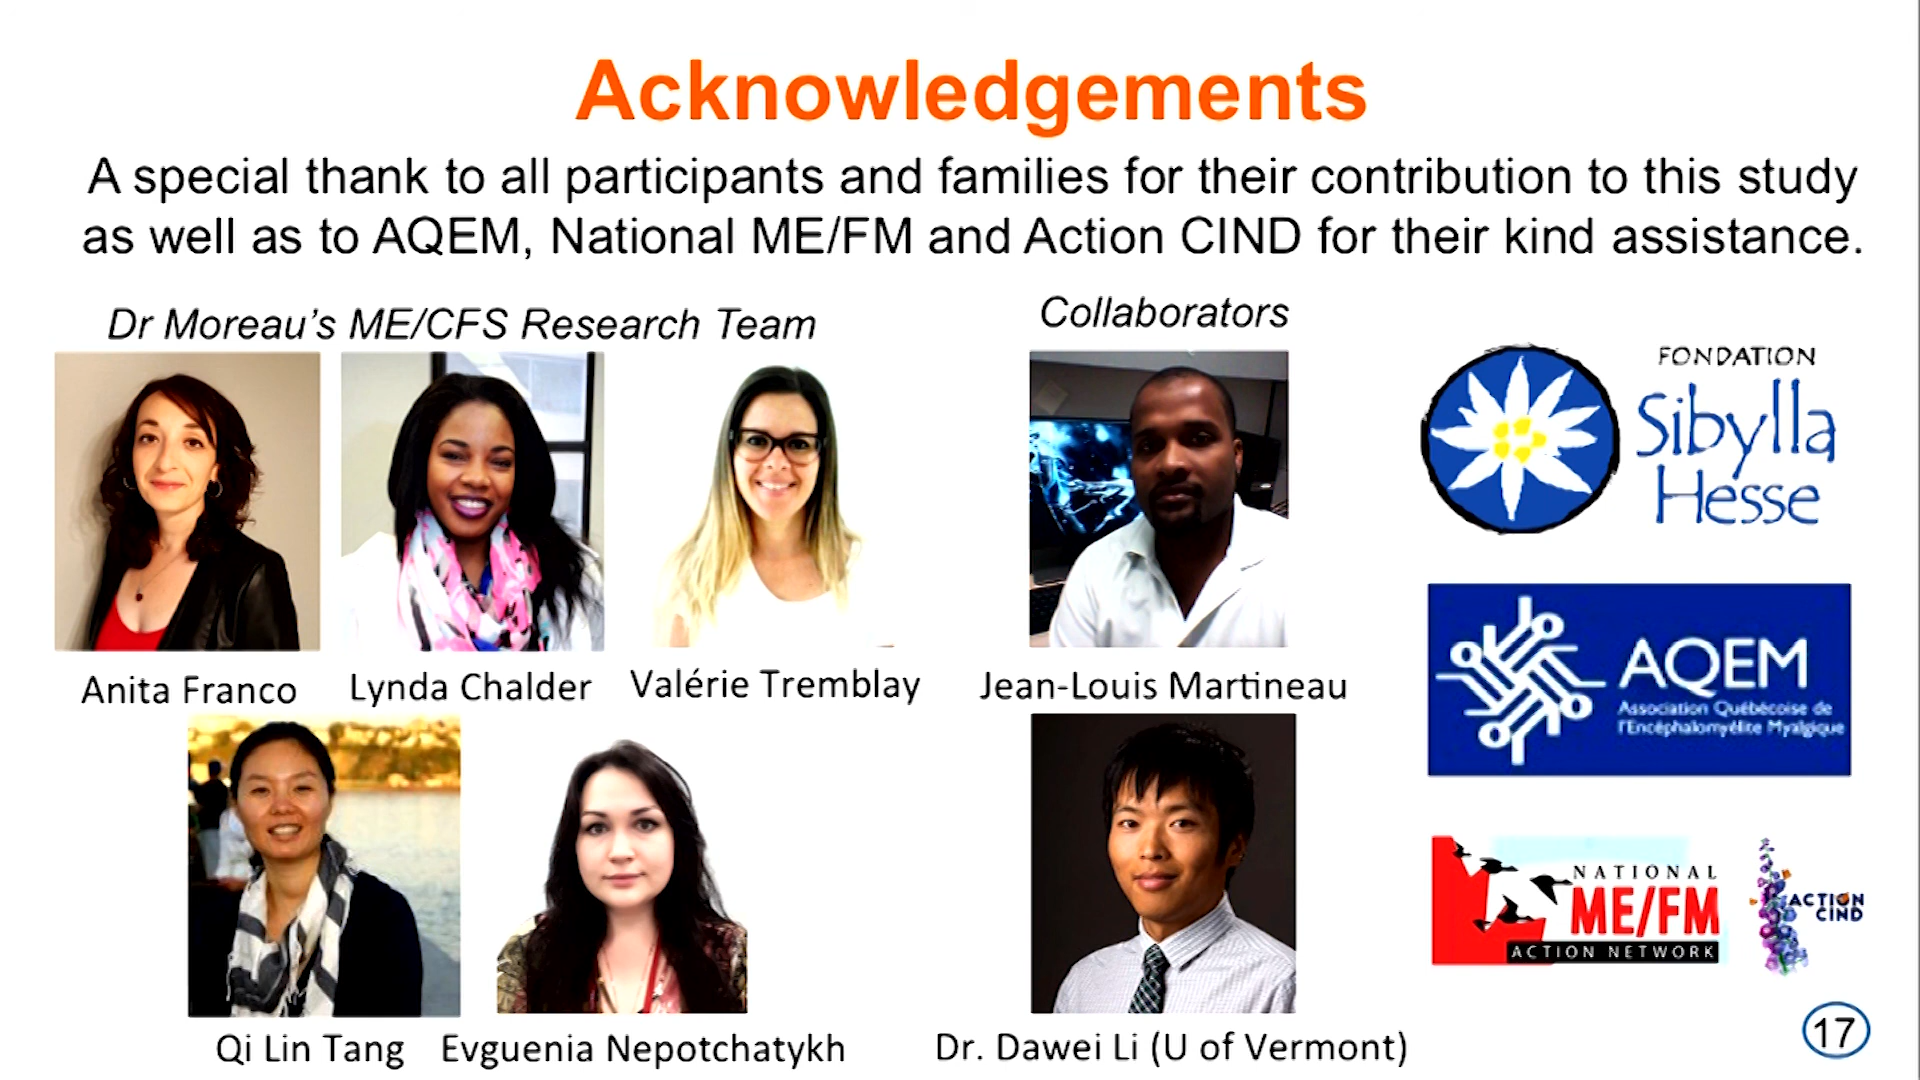 Acknowledgements
A special thank to all participants and families for their contribution to this study
as well as to AQEM, National ME/FM and Action CIND for their kind assistance.
Dr Moreau's ME/CFS Research Team
Collaborators
Anita Franco
Lynda Chalder
Valérie Tremblay
Jean-Louis Martineau
Qi Lin Tang
Evguenia Nepotchatykh
Dr. Dawei Li (U of Vermont)
FONDATION
Sibylla
Hesse
AQEM
Association Québécoise de
l'Encéphalomyélite Myalgique
NATIONAL
ME/FM
ACTION NETWORK
ACTION
CIND
17